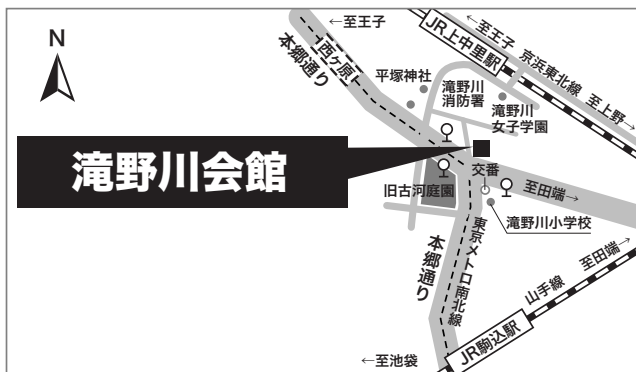 N
←至王子
←至王子
京浜東北線
至上野→
JR上中里駅
本郷通り
西ヶ原
平塚神社
滝野川
消防署
滝野川
女子学園
滝野川会館
交番
旧古河庭園
至田端→
滝野川小学校
本郷通り
東京メトロ南北線
至田端→
山手線
JR駒込駅
←至池袋